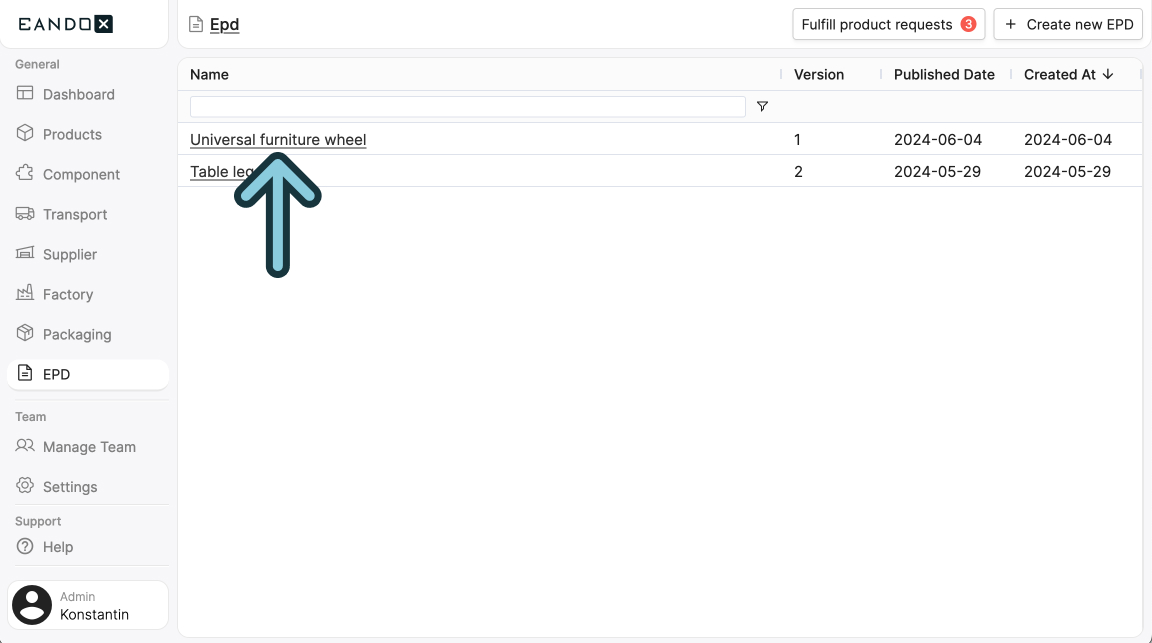 EANDOX
Epd
Fulfill product requests 3
Create new EPD
General
Dashboard
Products
Component
Transport
Supplier
Factory
Packaging
EPD
Team
Manage Team
Settings
Support
Help
Admin
Konstantin
Name Version Published Date Created At
Universal furniture wheel 1 2024-06-04 2024-06-04
Table leg 2 2024-05-29 2024-05-29